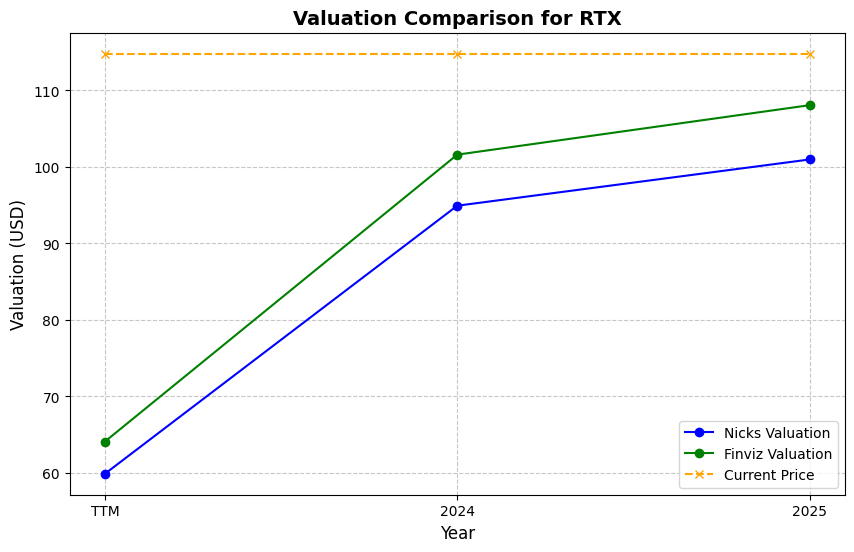 Valuation Comparison for RTX
Valuation (USD)
110
100
90
80
70
60
TTM
2024
2025
Year
Nicks Valuation
Finviz Valuation
Current Price